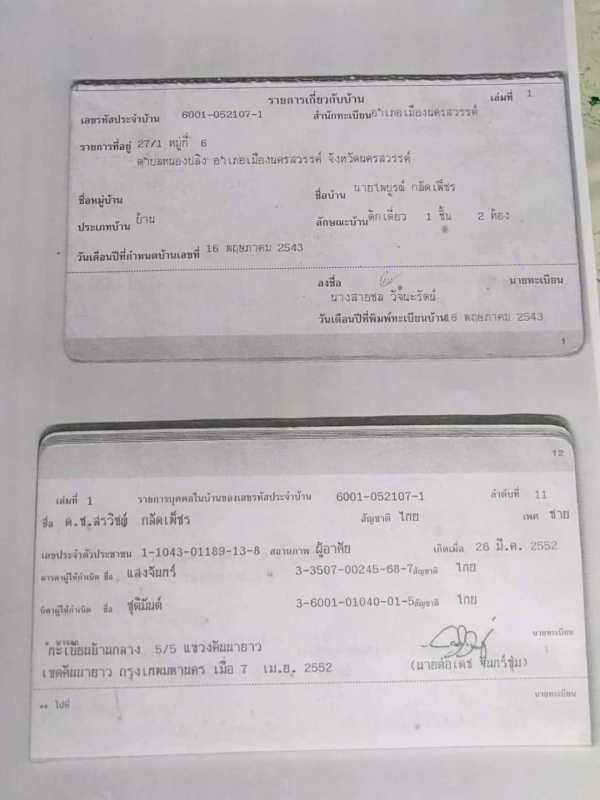 รายการเกี่ยวกับบ้าน เล่มที่ 1
เลขรหัสประจำบ้าน 6001-052107-1 สำนักทะเบียน อำเภอเมืองนครสวรรค์
รายการที่อยู่ 27/1 หมู่ที่ 6
ตำบลหนองปลิง อำเภอเมืองนครสวรรค์ จังหวัดนครสวรรค์
ชื่อหมู่บ้าน ชื่อบ้าน นายไพบูรณ์ กลัดเพ็ชร
ประเภทบ้าน บ้าน ลักษณะบ้าน ตึกเดี่ยว 1 ชั้น 2 ห้อง
วันเดือนปีที่กำหนดบ้านเลขที่ 16 พฤษภาคม 2543
ลงชื่อ นายทะเบียน
นางสายชล วัจนะรัตน์
วันเดือนปีที่พิมพ์ทะเบียนบ้าน 16 พฤษภาคม 2543
1
12
เล่มที่ 1 รายการบุคคลในบ้านของเลขรหัสประจำบ้าน 6001-052107-1 ลำดับที่ 11
ชื่อ ด.ช.สรวิชญ์ กลัดเพ็ชร สัญชาติ ไทย เพศ ชาย
เลขประจำตัวประชาชน 1-1043-01189-13-8 สถานภาพ ผู้อาศัย เกิดเมื่อ 26 มี.ค. 2552
มารดาผู้ให้กำเนิด ชื่อ แสงจันทร์ 3-3507-00245-68-7 สัญชาติ ไทย
บิดาผู้ให้กำเนิด ชื่อ ชุติมันต์ 3-6001-01040-01-5 สัญชาติ ไทย
* มาจาก นายทะเบียน
ทะเบียนบ้านกลาง 5/5 แขวงคันนายาว
เขตคันนายาว กรุงเทพมหานคร เมื่อ 7 เม.ย. 2552 (นายต่อเดช จันทร์ชุ่ม)
** ไปที่ นายทะเบียน